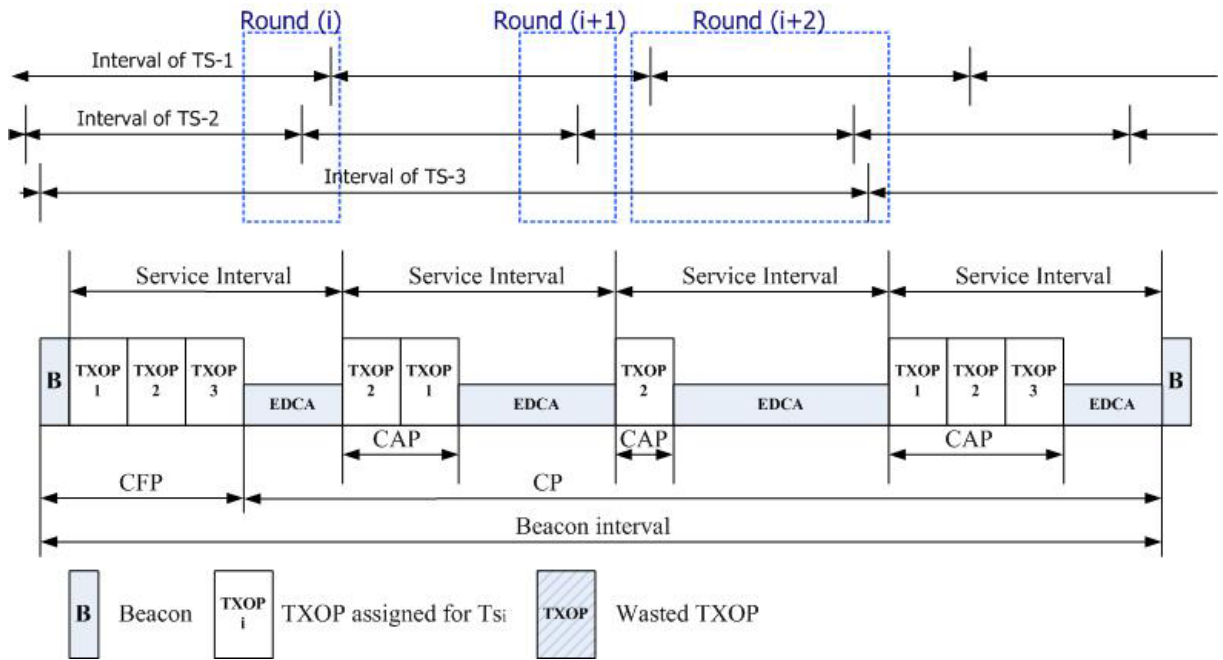 Round (i) Round (i+1) Round (i+2)
Interval of TS-1
Interval of TS-2
Interval of TS-3
Service Interval Service Interval Service Interval Service Interval
B TXOP 1 TXOP 2 TXOP 3 EDCA TXOP 2 TXOP 1 EDCA TXOP 2 EDCA TXOP 1 TXOP 2 TXOP 3 EDCA B
CAP CAP CAP
CFP CP
Beacon interval
B Beacon TXOP i TXOP assigned for Tsi TXOP Wasted TXOP